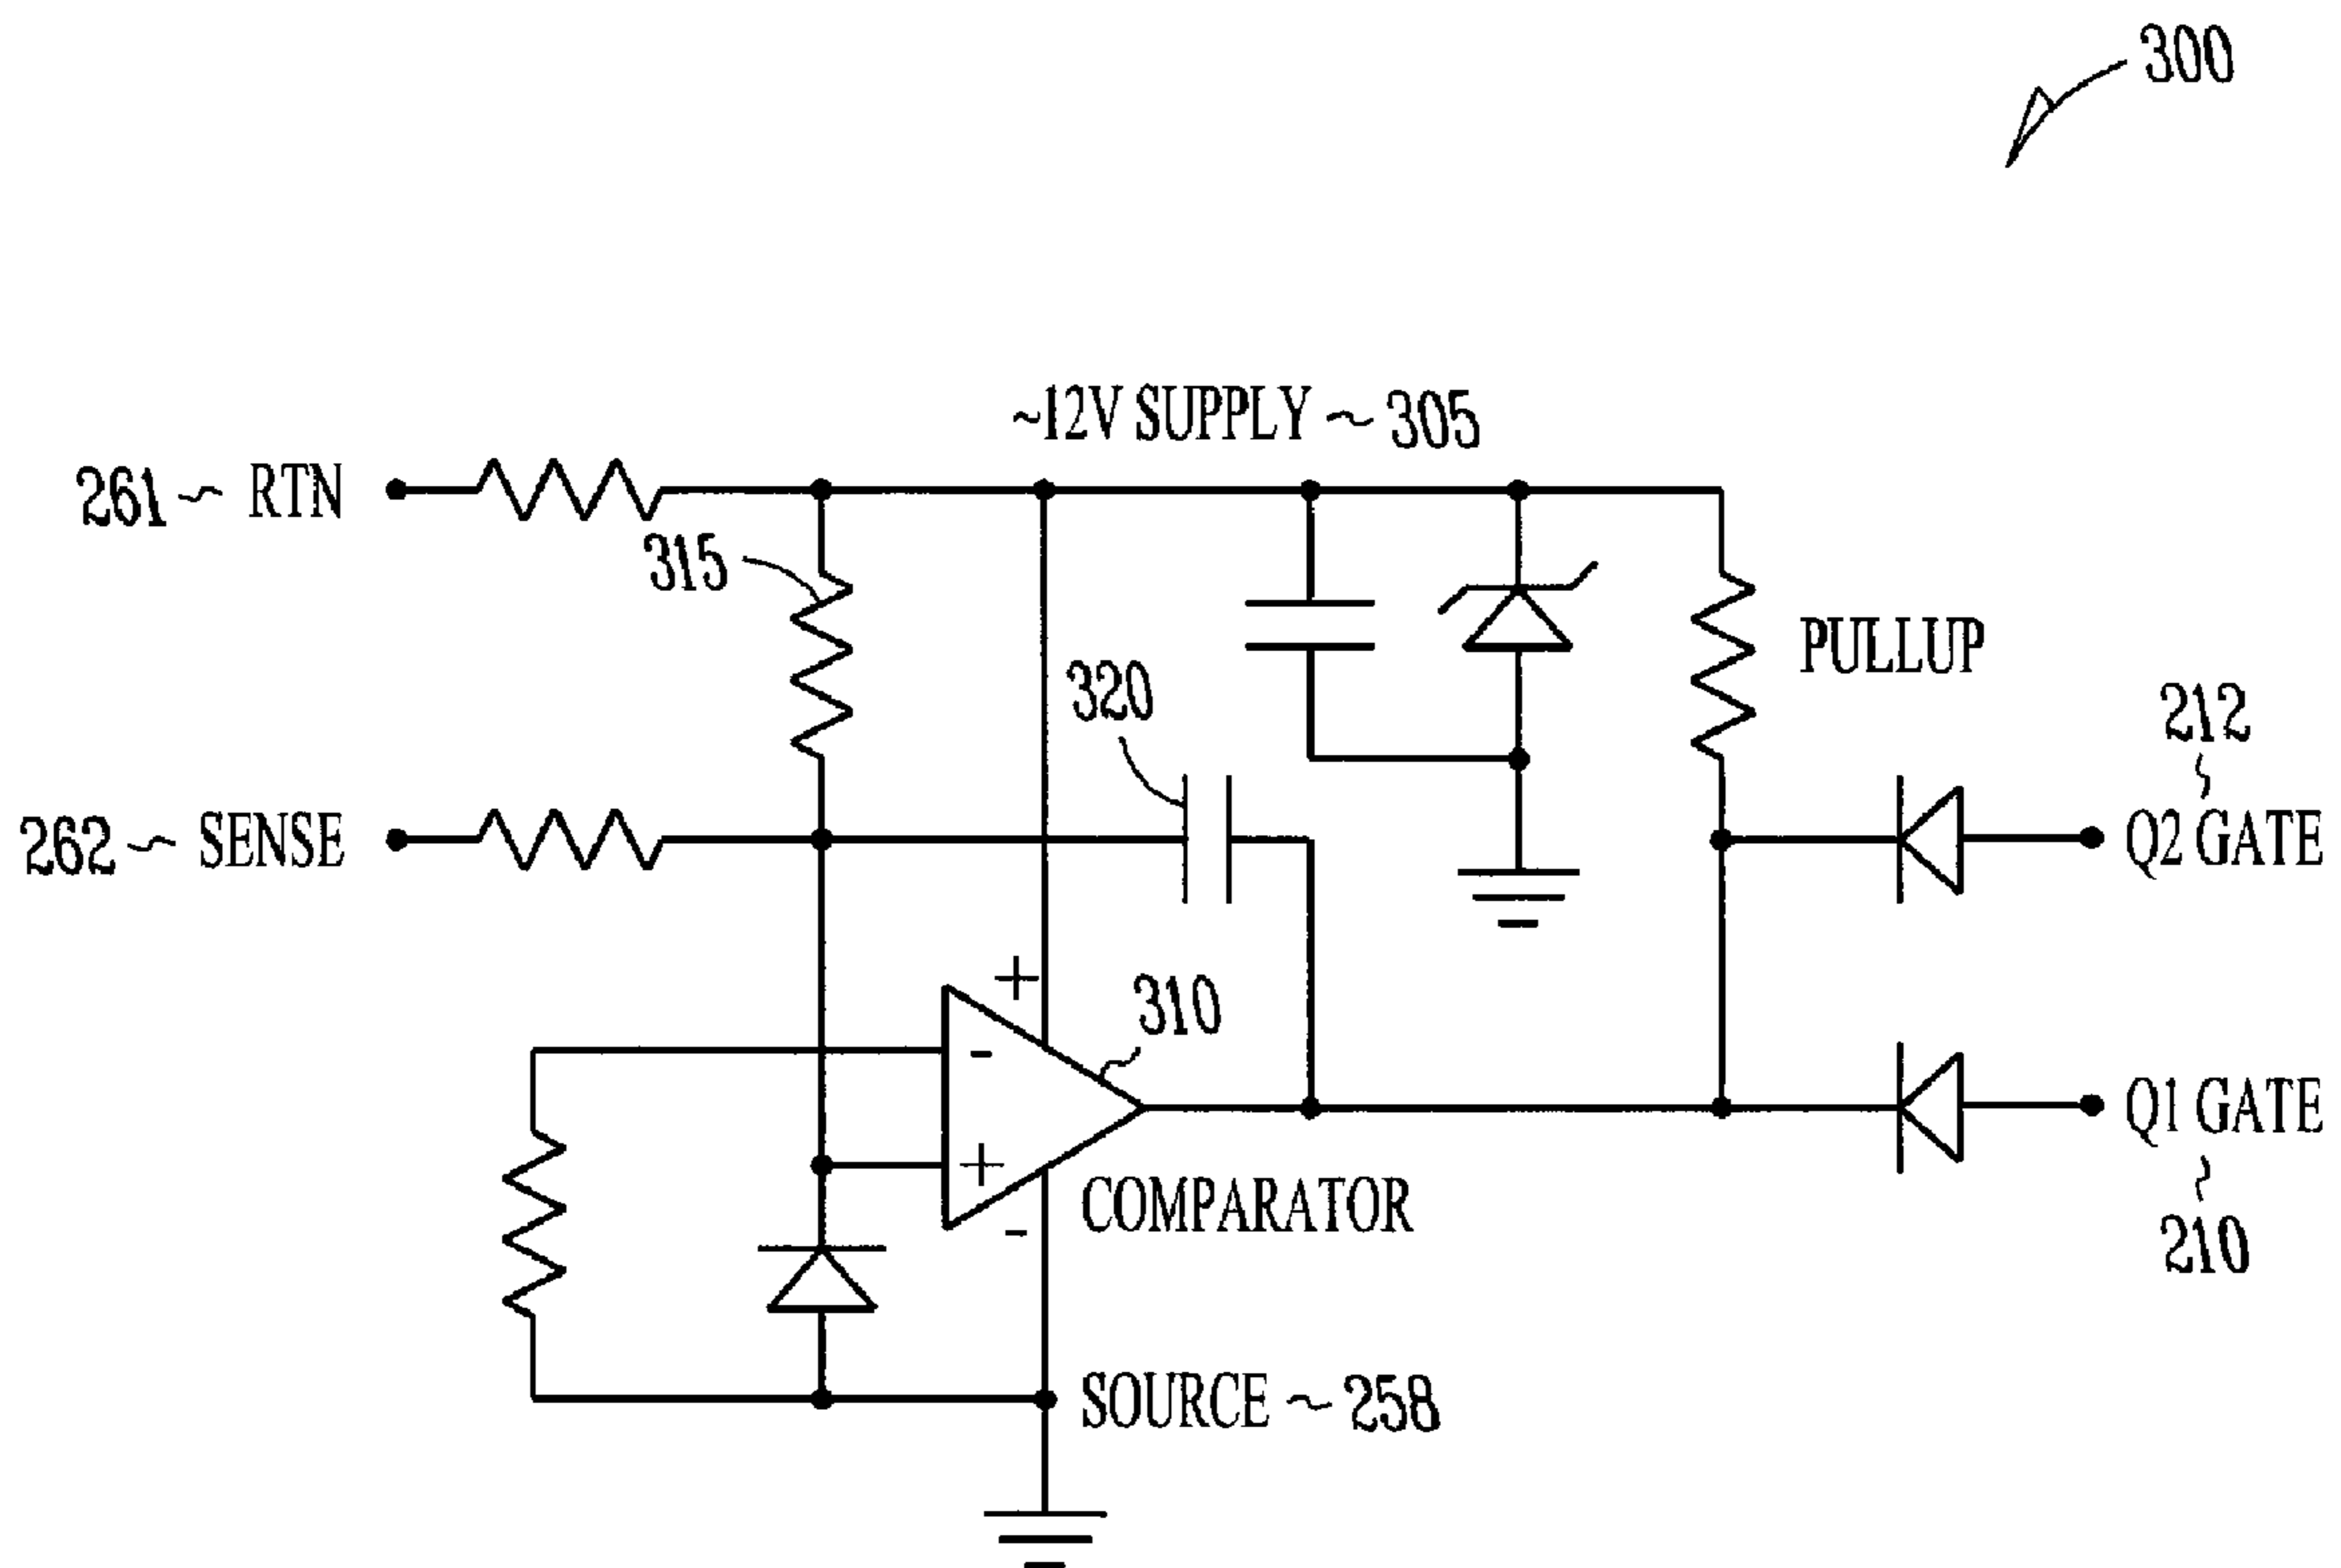 300
~12V SUPPLY ~ 305
261 ~ RTN
315
PULLUP
320
212
262 ~ SENSE
Q2 GATE
+
310
-
Q1 GATE
+
COMPARATOR
-
210
SOURCE ~ 258